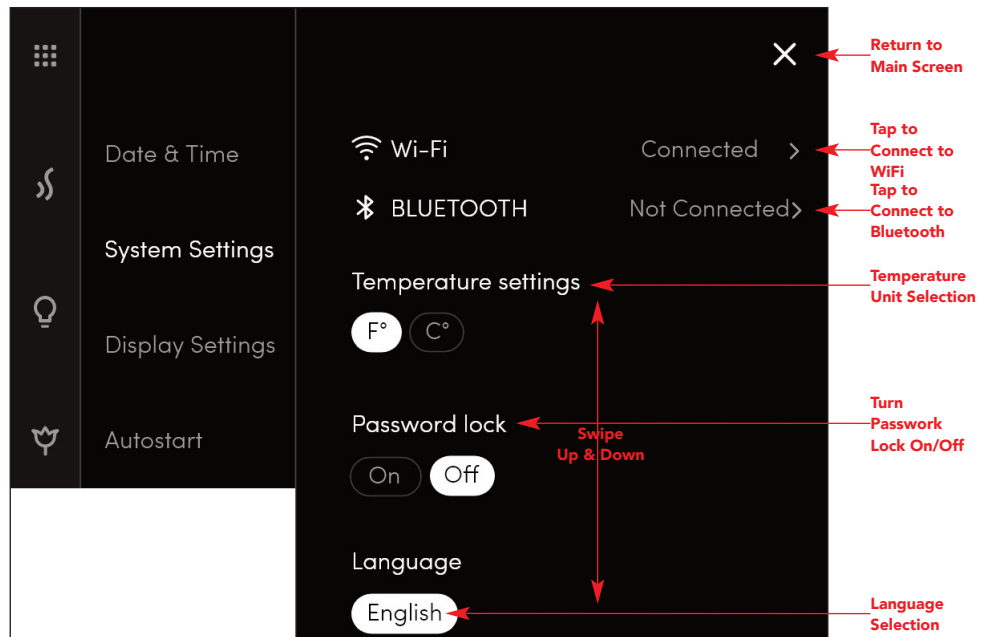 Return to
Main Screen
Date & Time
Wi-Fi
Connected
Tap to
Connect to
WiFi
BLUETOOTH
Not Connected
Tap to
Connect to
Bluetooth
System Settings
Temperature settings
Temperature
Unit Selection
F°
C°
Display Settings
Password lock
Turn
Passwork
Lock On/Off
Swipe
Up & Down
Autostart
On
Off
Language
English
Language
Selection